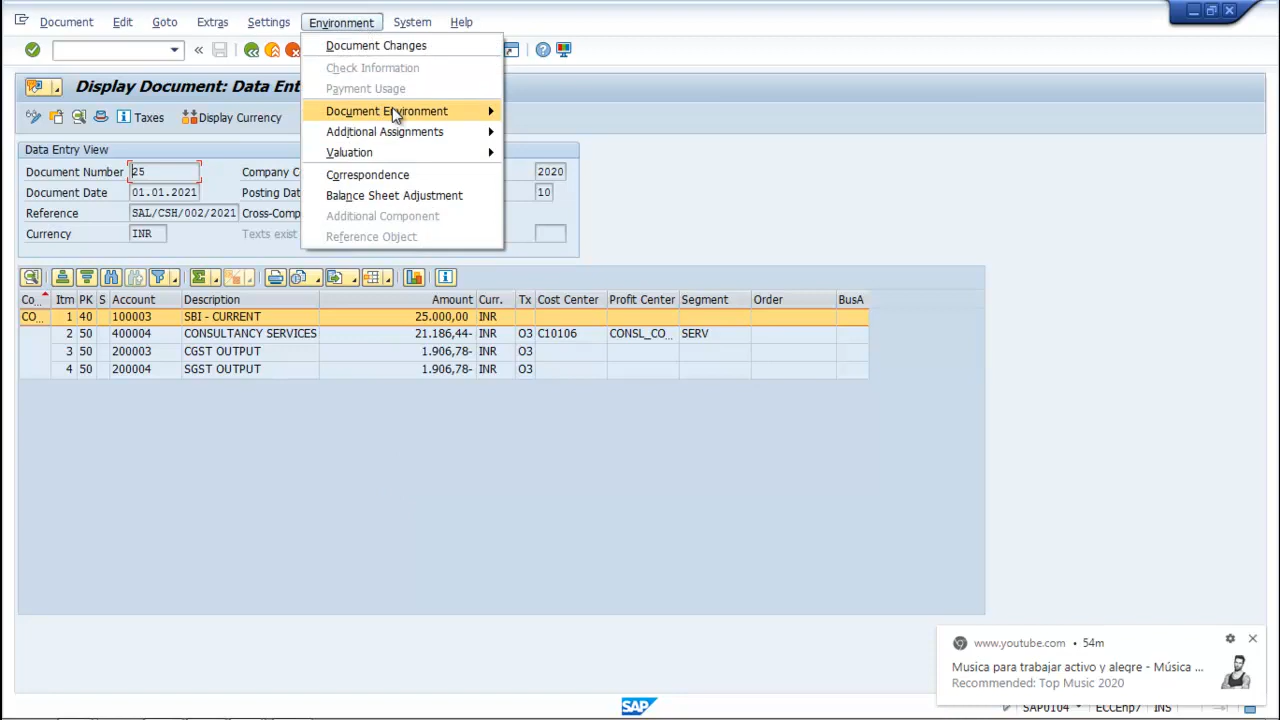 Document Edit Goto Extras Settings Environment System Help
Display Document: Data Ent
Taxes Display Currency
Document Changes
Check Information
Payment Usage
Document Environment
Additional Assignments
Valuation
Correspondence
Balance Sheet Adjustment
Additional Component
Reference Object
Data Entry View
Document Number 25 Company C 2020
Document Date 01.01.2021 Posting Dat 10
Reference SAL/CSH/002/2021 Cross-Comp
Currency INR Texts exist
Co... Itm PK S Account Description Amount Curr. Tx Cost Center Profit Center Segment Order BusA
CO... 1 40 100003 SBI - CURRENT 25.000,00 INR
2 50 400004 CONSULTANCY SERVICES 21.186,44- INR O3 C10106 CONSL_CO... SERV
3 50 200003 CGST OUTPUT 1.906,78- INR O3
4 50 200004 SGST OUTPUT 1.906,78- INR O3
www.youtube.com • 54m
Musica para trabajar activo y alegre - Música ...
Recommended: Top Music 2020
SAP
SAP0104 ECCEhp7 INS